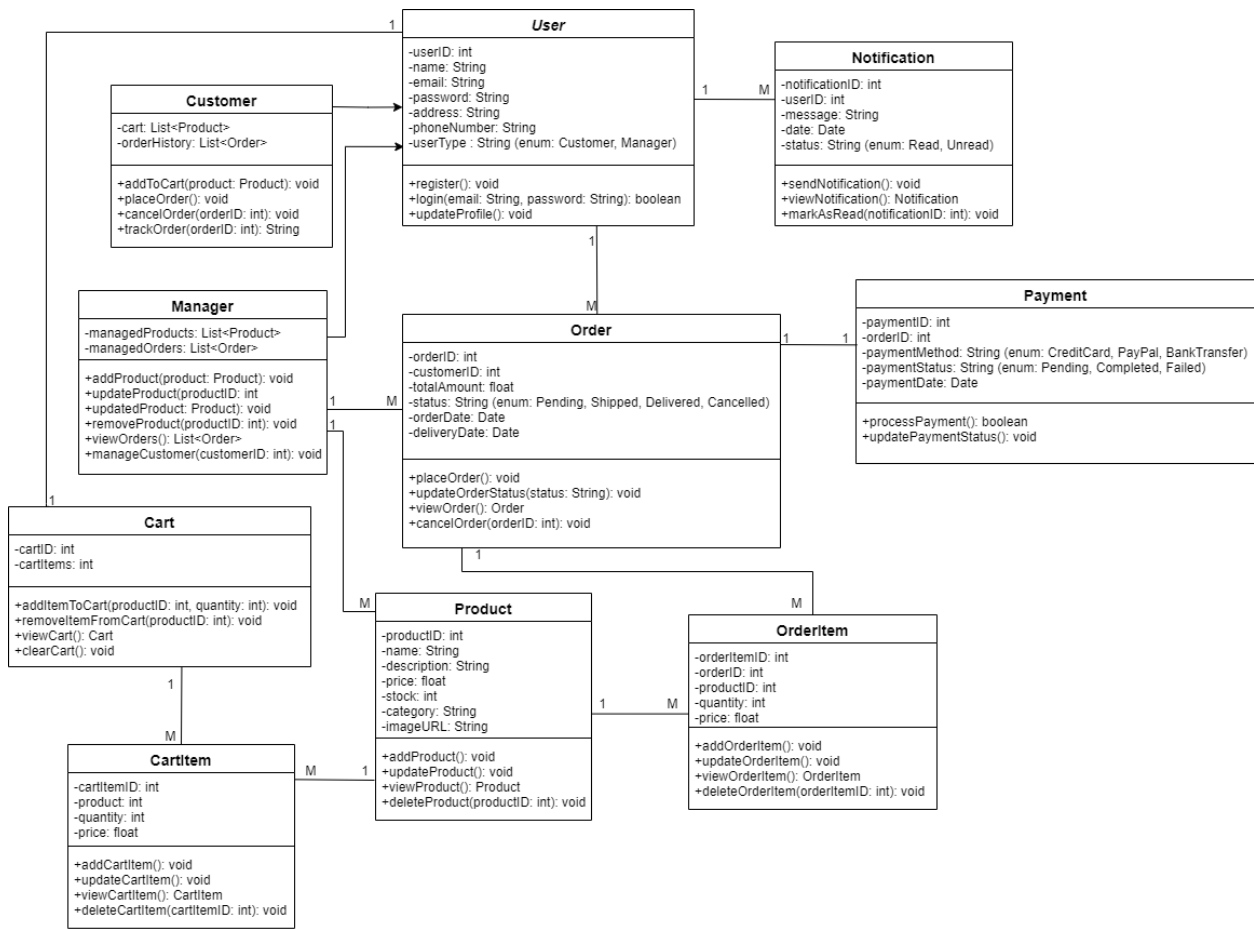 User
-userID: int
-name: String
-email: String
-password: String
-address: String
-phoneNumber: String
-userType : String (enum: Customer, Manager)
+register(): void
+login(email: String, password: String): boolean
+updateProfile(): void
1
1
M
1
1
M
Notification
-notificationID: int
-userID: int
-message: String
-date: Date
-status: String (enum: Read, Unread)
+sendNotification(): void
+viewNotification(): Notification
+markAsRead(notificationID: int): void
Customer
-cart: List<Product>
-orderHistory: List<Order>
+addToCart(product: Product): void
+placeOrder(): void
+cancelOrder(orderID: int): void
+trackOrder(orderID: int): String
Manager
-managedProducts: List<Product>
-managedOrders: List<Order>
+addProduct(product: Product): void
+updateProduct(productID: int
+updatedProduct: Product): void
+removeProduct(productID: int): void
+viewOrders(): List<Order>
+manageCustomer(customerID: int): void
1
M
1
M
Order
-orderID: int
-customerID: int
-totalAmount: float
-status: String (enum: Pending, Shipped, Delivered, Cancelled)
-orderDate: Date
-deliveryDate: Date
+placeOrder(): void
+updateOrderStatus(status: String): void
+viewOrder(): Order
+cancelOrder(orderID: int): void
1
1
1
M
Payment
-paymentID: int
-orderID: int
-paymentMethod: String (enum: CreditCard, PayPal, BankTransfer)
-paymentStatus: String (enum: Pending, Completed, Failed)
-paymentDate: Date
+processPayment(): boolean
+updatePaymentStatus(): void
Cart
-cartID: int
-cartItems: int
+addItemToCart(productID: int, quantity: int): void
+removeItemFromCart(productID: int): void
+viewCart(): Cart
+clearCart(): void
1
M
Product
-productID: int
-name: String
-description: String
-price: float
-stock: int
-category: String
-imageURL: String
+addProduct(): void
+updateProduct(): void
+viewProduct(): Product
+deleteProduct(productID: int): void
1
M
OrderItem
-orderItemID: int
-orderID: int
-productID: int
-quantity: int
-price: float
+addOrderItem(): void
+updateOrderItem(): void
+viewOrderItem(): OrderItem
+deleteOrderItem(orderItemID: int): void
CartItem
-cartItemID: int
-product: int
-quantity: int
-price: float
+addCartItem(): void
+updateCartItem(): void
+viewCartItem(): CartItem
+deleteCartItem(cartItemID: int): void
M
1